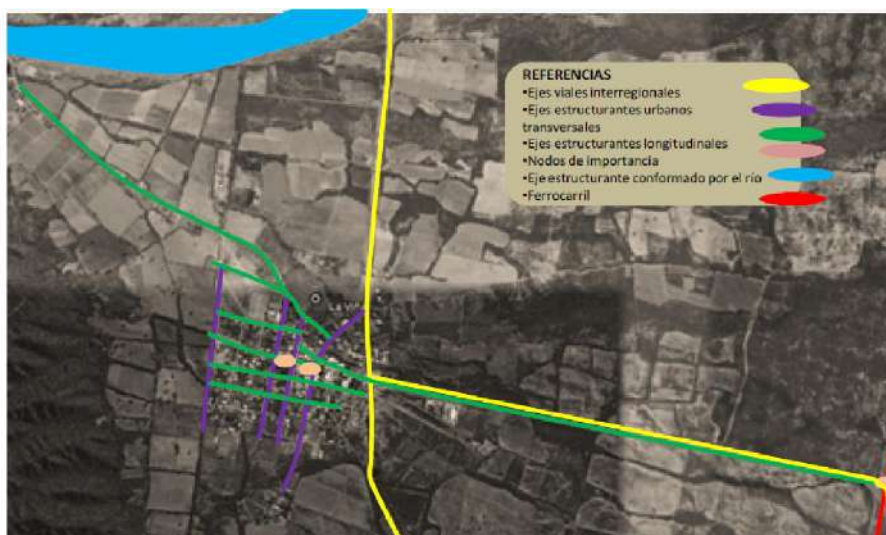 REFERENCIAS
•Ejes viales interregionales
•Ejes estructurantes urbanos
transversales
•Ejes estructurantes longitudinales
•Nodos de importancia
•Eje estructurante conformado por el río
•Ferrocarril